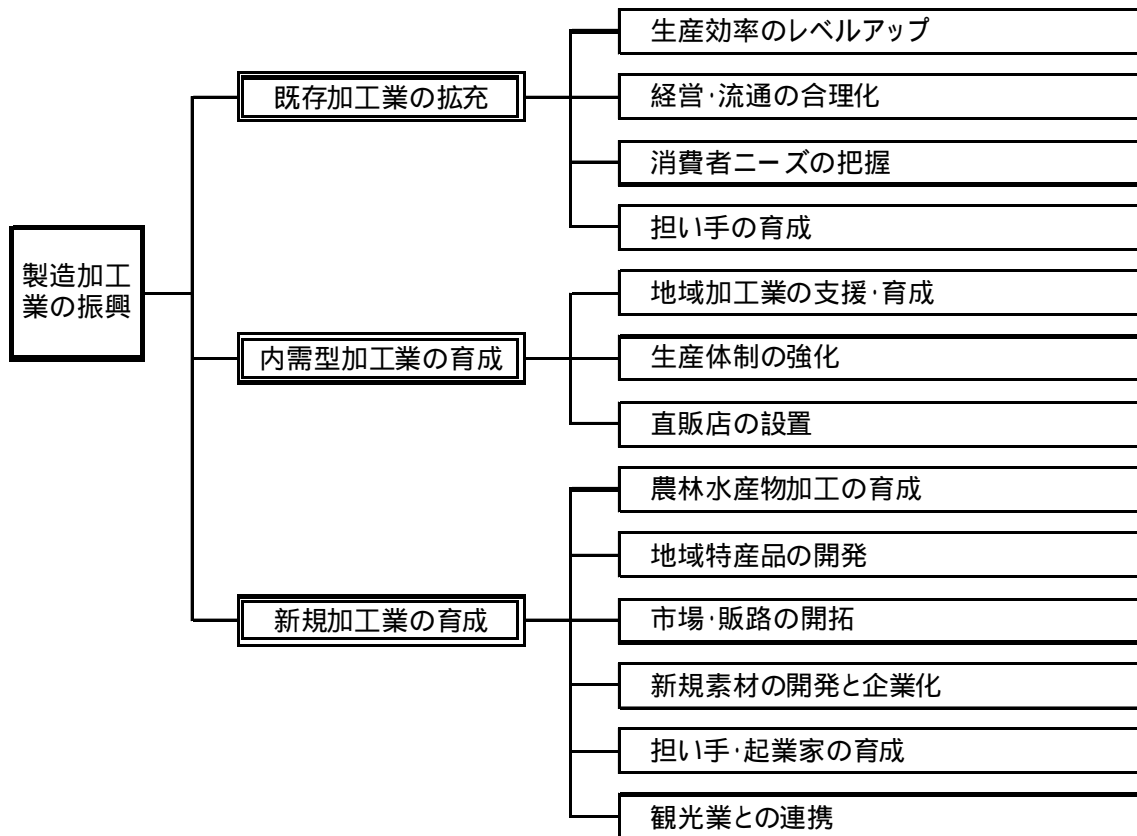 製造加工
業の振興
既存加工業の拡充
生産効率のレベルアップ
経営·流通の合理化
消費者ニーズの把握
担い手の育成
内需型加工業の育成
地域加工業の支援·育成
生産体制の強化
直販店の設置
新規加工業の育成
農林水産物加工の育成
地域特産品の開発
市場·販路の開拓
新規素材の開発と企業化
担い手·起業家の育成
観光業との連携